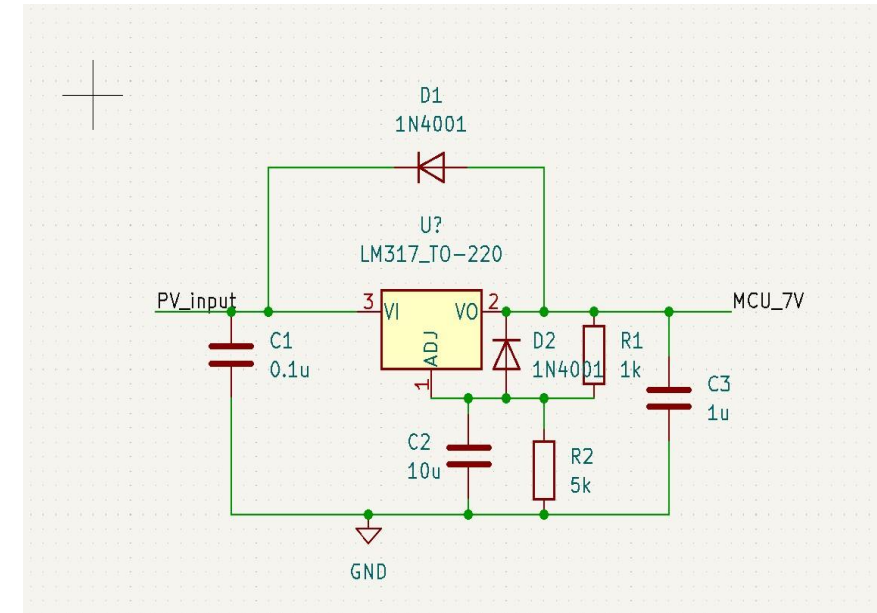 D1
1N4001
U?
LM317_TO-220
PV_input
3
VI
VO
2
MCU_7V
ADJ
1
C1
0.1u
D2
1N4001
R1
1k
C3
1u
C2
10u
R2
5k
GND